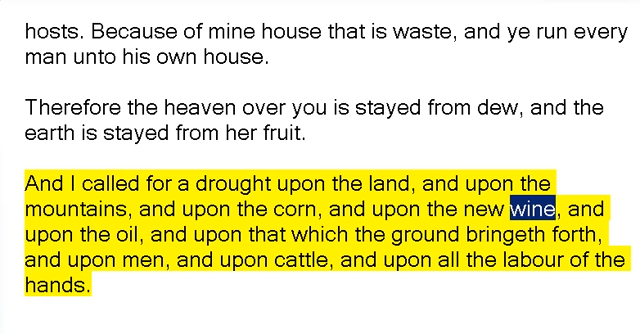 hosts. Because of mine house that is waste, and ye run every
man unto his own house.
Therefore the heaven over you is stayed from dew, and the
earth is stayed from her fruit.
And I called for a drought upon the land, and upon the
mountains, and upon the corn, and upon the new wine, and
upon the oil, and upon that which the ground bringeth forth,
and upon men, and upon cattle, and upon all the labour of the
hands.